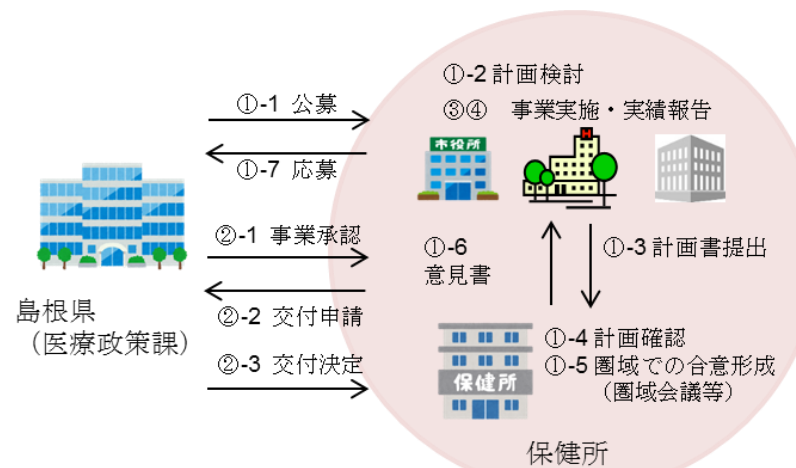 ①-2 計画検討
①-1 公募
③④ 事業実施・実績報告
市役所
H
①-7 応募
②-1 事業承認
①-6
意見書
①-3 計画書提出
島根県
（医療政策課）
②-2 交付申請
②-3 交付決定
①-4 計画確認
①-5 圏域での合意形成
（圏域会議等）
保健所
保健所